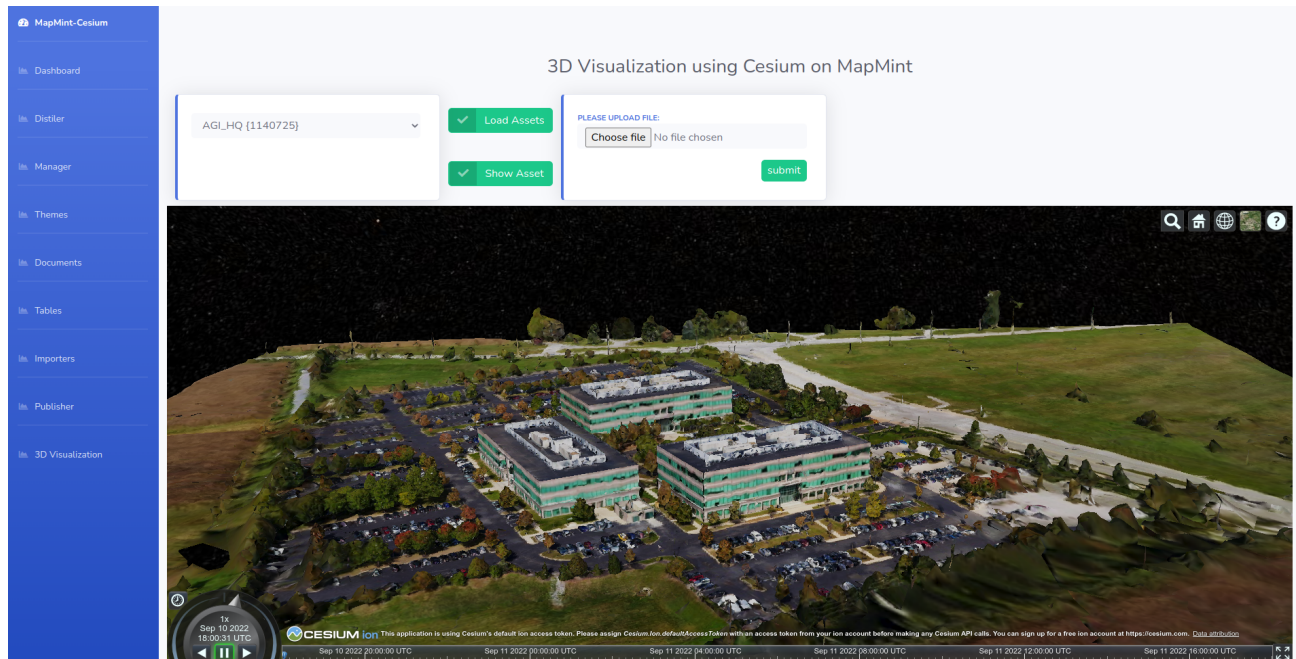 MapMint-Cesium
Dashboard
Distiler
Manager
Themes
Documents
Tables
Importers
Publisher
3D Visualization
3D Visualization using Cesium on MapMint
AGI_HQ {1140725}
Load Assets
Show Asset
PLEASE UPLOAD FILE:
Choose file No file chosen
submit
?
1x
Sep 10 2022
18:00:31 UTC
CESIUM ion This application is using Cesium's default ion access token. Please assign Cesium.Ion.defaultAccessToken with an access token from your ion account before making any Cesium API calls. You can sign up for a free ion account at https://cesium.com. Data attribution
Sep 10 2022 20:00:00 UTC Sep 11 2022 00:00:00 UTC Sep 11 2022 04:00:00 UTC Sep 11 2022 08:00:00 UTC Sep 11 2022 12:00:00 UTC Sep 11 2022 16:00:00 UTC